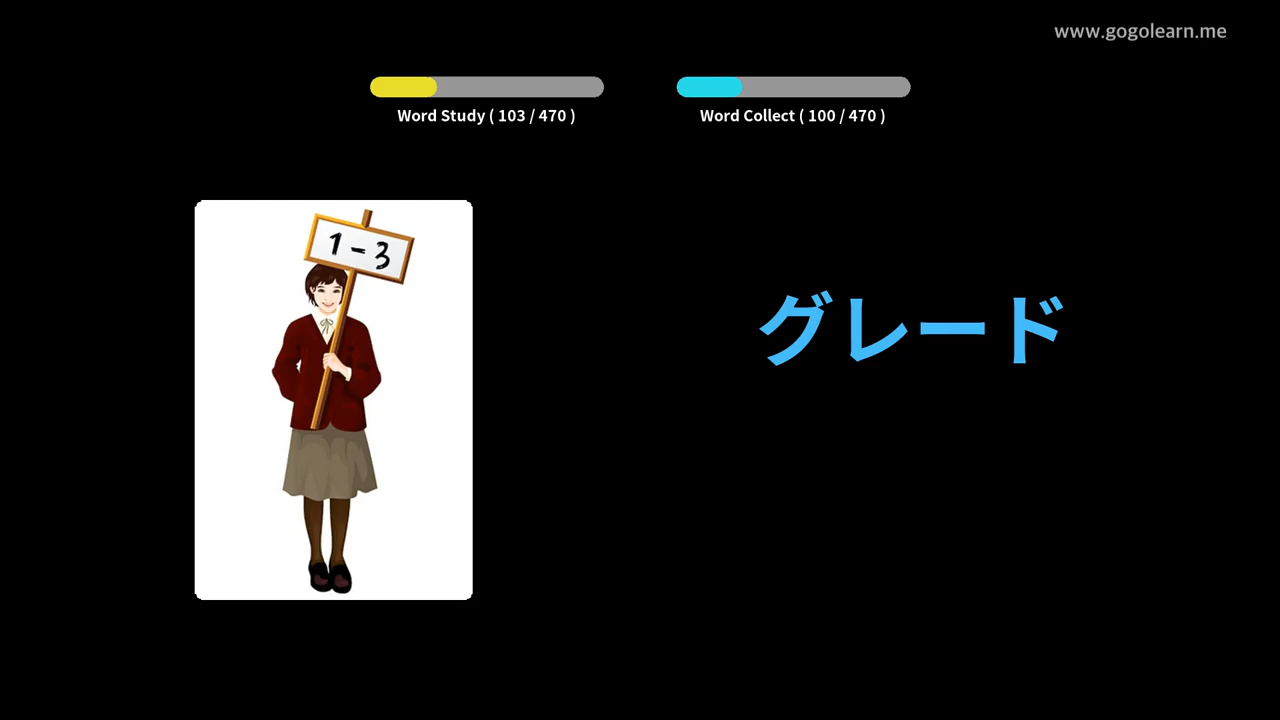 www.gogolearn.me
Word Study ( 103 / 470 )
Word Collect ( 100 / 470 )
1 - 3
グレード